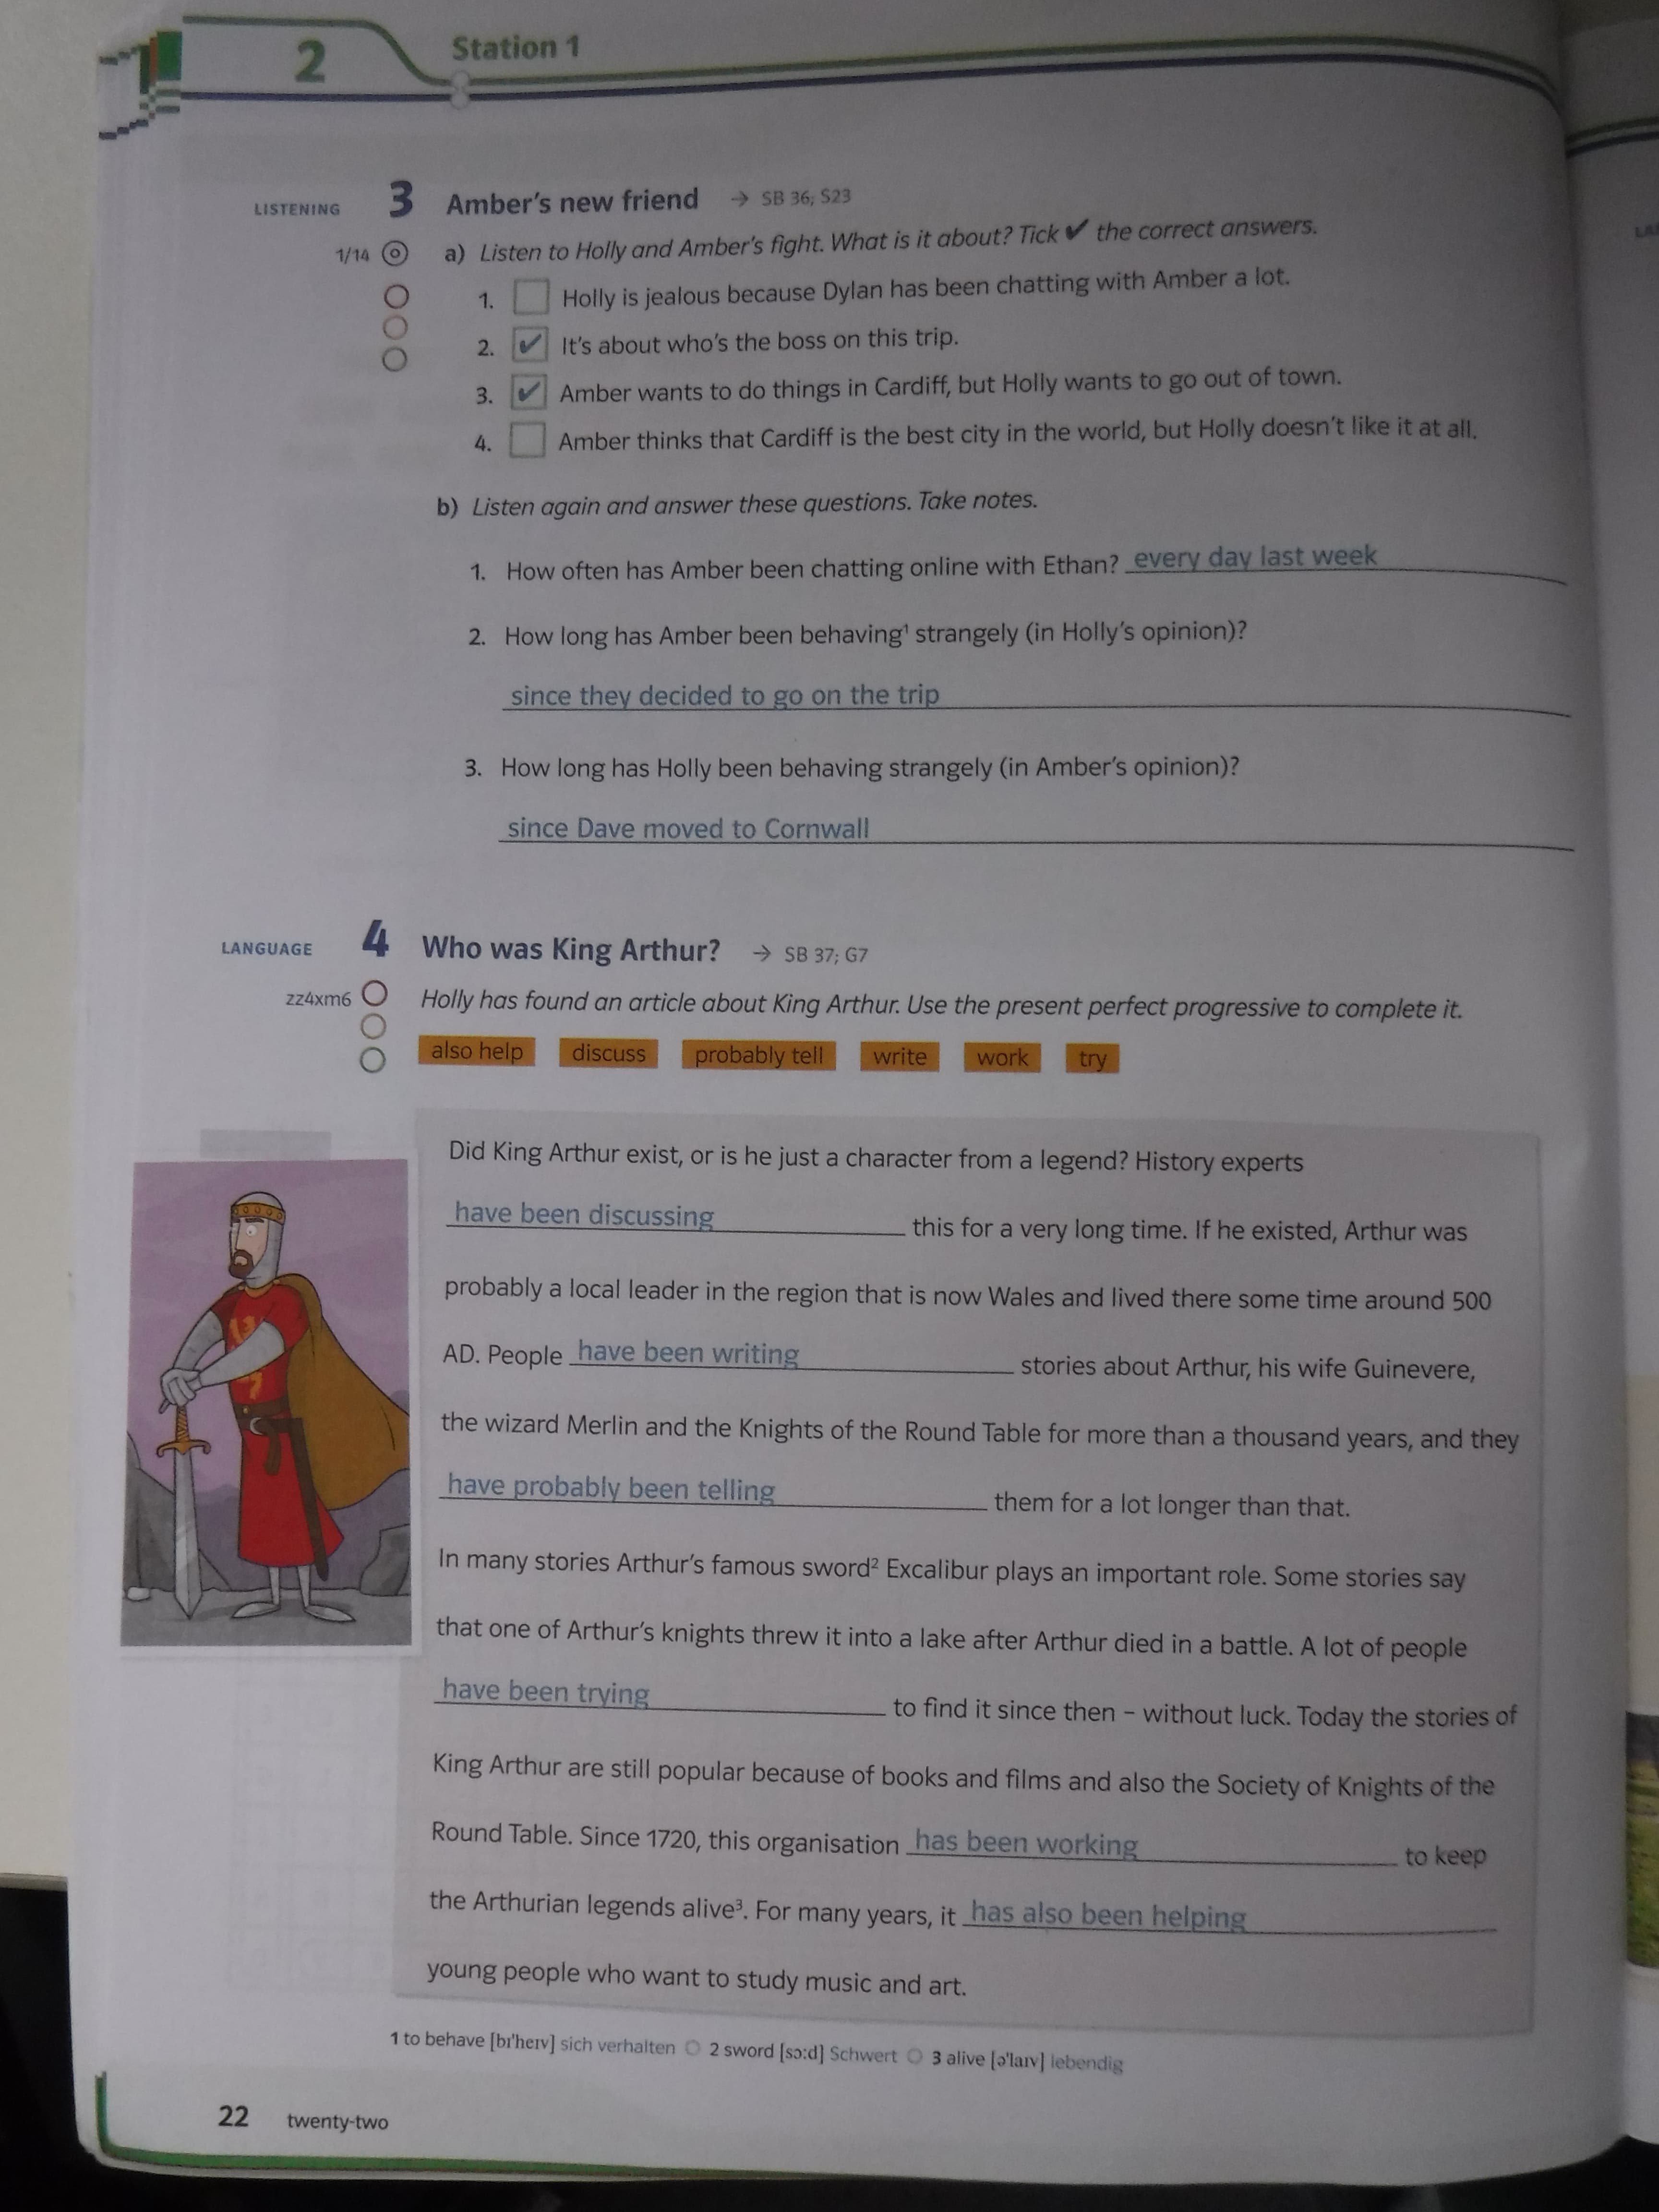 2 Station 1
LISTENING 3 Amber's new friend → SB 36; S23
1/14 a) Listen to Holly and Amber's fight. What is it about? Tick ✔ the correct answers.
1. Holly is jealous because Dylan has been chatting with Amber a lot.
2. ✔ It's about who's the boss on this trip.
3. ✔ Amber wants to do things in Cardiff, but Holly wants to go out of town.
4. Amber thinks that Cardiff is the best city in the world, but Holly doesn't like it at all.
b) Listen again and answer these questions. Take notes.
1. How often has Amber been chatting online with Ethan? every day last week
2. How long has Amber been behaving¹ strangely (in Holly's opinion)?
since they decided to go on the trip
3. How long has Holly been behaving strangely (in Amber's opinion)?
since Dave moved to Cornwall
LANGUAGE 4 Who was King Arthur? → SB 37; G7
zz4xm6 Holly has found an article about King Arthur. Use the present perfect progressive to complete it.
also help discuss probably tell write work try
Did King Arthur exist, or is he just a character from a legend? History experts
have been discussing this for a very long time. If he existed, Arthur was
probably a local leader in the region that is now Wales and lived there some time around 500
AD. People have been writing stories about Arthur, his wife Guinevere,
the wizard Merlin and the Knights of the Round Table for more than a thousand years, and they
have probably been telling them for a lot longer than that.
In many stories Arthur's famous sword² Excalibur plays an important role. Some stories say
that one of Arthur's knights threw it into a lake after Arthur died in a battle. A lot of people
have been trying to find it since then – without luck. Today the stories of
King Arthur are still popular because of books and films and also the Society of Knights of the
Round Table. Since 1720, this organisation has been working to keep
the Arthurian legends alive³. For many years, it has also been helping
young people who want to study music and art.
1 to behave [bɪˈheɪv] sich verhalten 2 sword [sɔːd] Schwert 3 alive [əˈlaɪv] lebendig
22 twenty-two